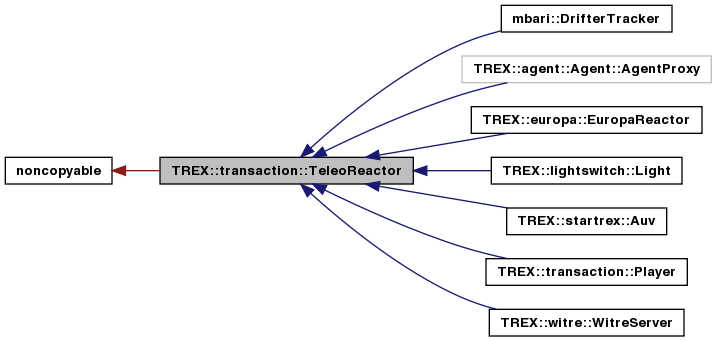 mbari::DrifterTracker
TREX::agent::Agent::AgentProxy
TREX::europa::EuropaReactor
noncopyable
TREX::transaction::TeleoReactor
TREX::lightswitch::Light
TREX::startrex::Auv
TREX::transaction::Player
TREX::witre::WitreServer